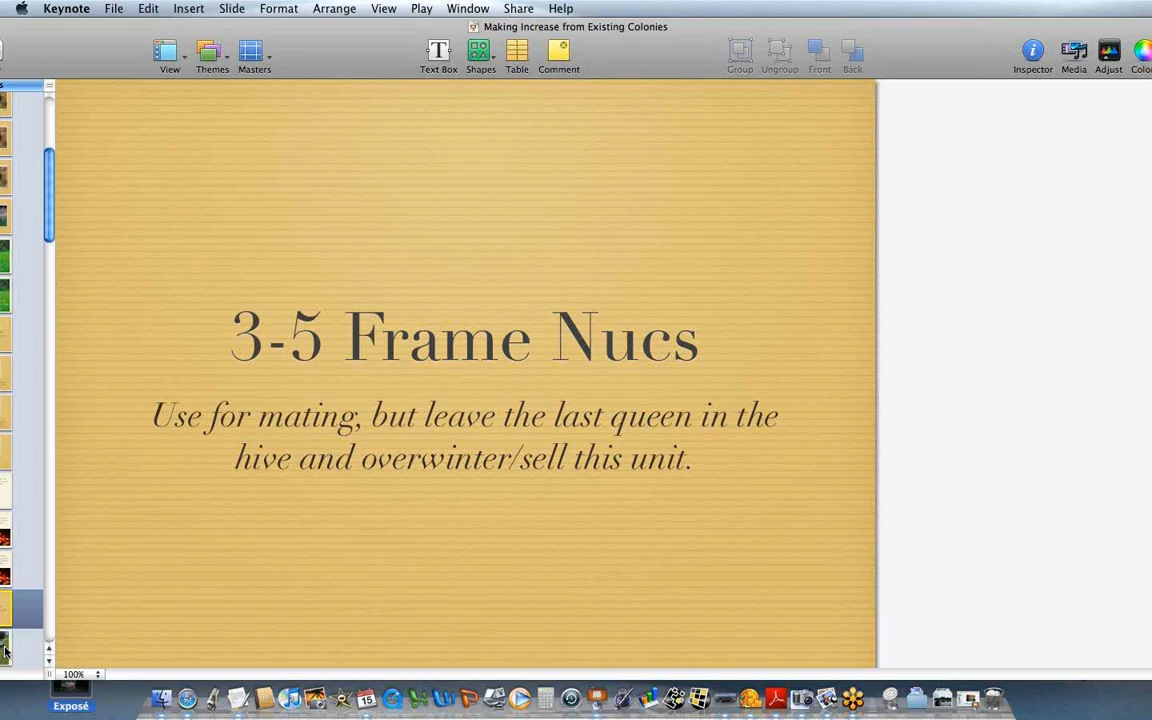 Keynote File Edit Insert Slide Format Arrange View Play Window Share Help
Making Increase from Existing Colonies
View Themes Masters Text Box Shapes Table Comment Group Ungroup Front Back Inspector Media Adjust
3-5 Frame Nucs
Use for mating, but leave the last queen in the
hive and overwinter/sell this unit.
100%
15
Exposé